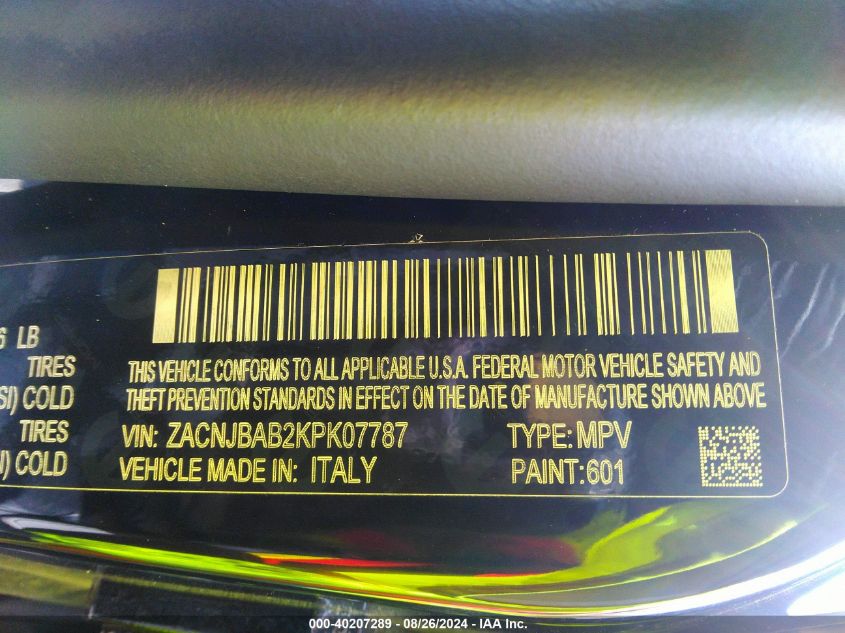 6 LB
TIRES
SI) COLD
TIRES
I) COLD
THIS VEHICLE CONFORMS TO ALL APPLICABLE U.S.A. FEDERAL MOTOR VEHICLE SAFETY AND
THEFT PREVENTION STANDARDS IN EFFECT ON THE DATE OF MANUFACTURE SHOWN ABOVE
VIN: ZACNJBAB2KPK07787 TYPE: MPV
VEHICLE MADE IN: ITALY PAINT:601
000-40207289 - 08/26/2024 - IAA Inc.